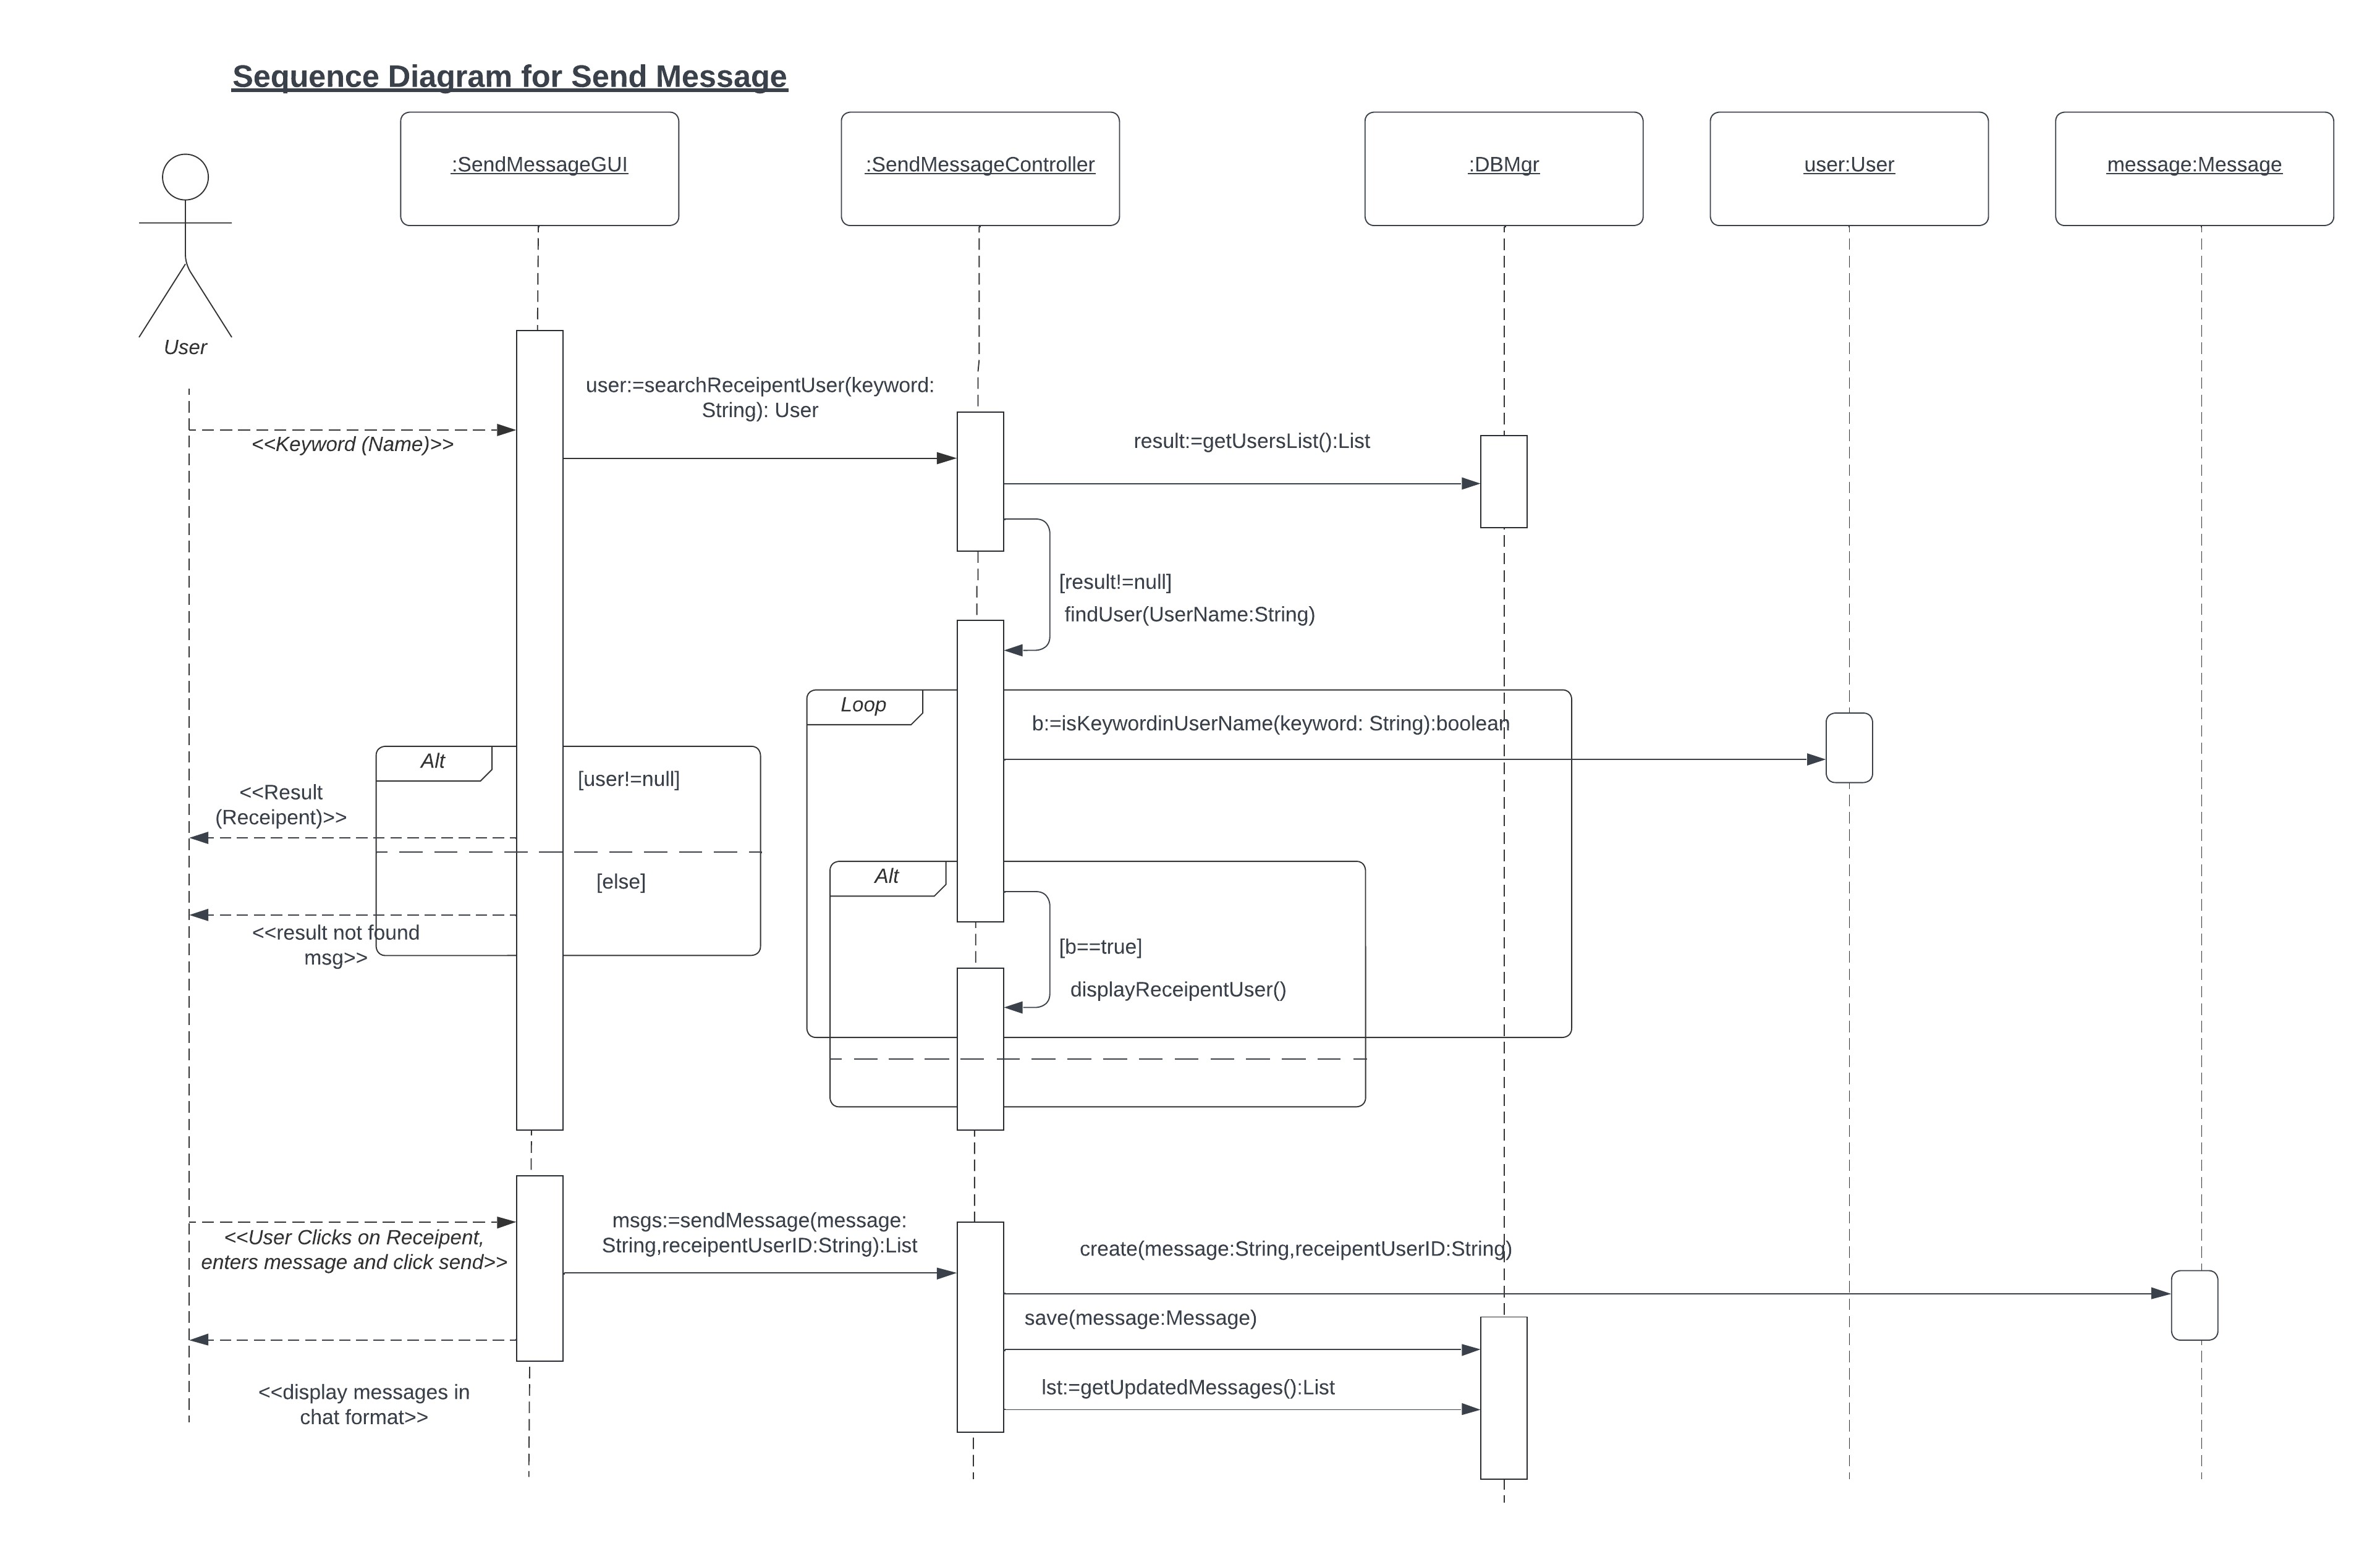 Sequence Diagram for Send Message
:SendMessageGUI
:SendMessageController
:DBMgr
user:User
message:Message
User
user:=searchReceipentUser(keyword:
String): User
<<Keyword (Name)>>
result:=getUsersList():List
[result!=null]
findUser(UserName:String)
Loop
b:=isKeywordinUserName(keyword: String):boolean
Alt
[user!=null]
<<Result
(Receipent)>>
[else]
<<result not found
msg>>
Alt
[b==true]
displayReceipentUser()
<<User Clicks on Receipent,
enters message and click send>>
msgs:=sendMessage(message:
String,receipentUserID:String):List
create(message:String,receipentUserID:String)
save(message:Message)
lst:=getUpdatedMessages():List
<<display messages in
chat format>>